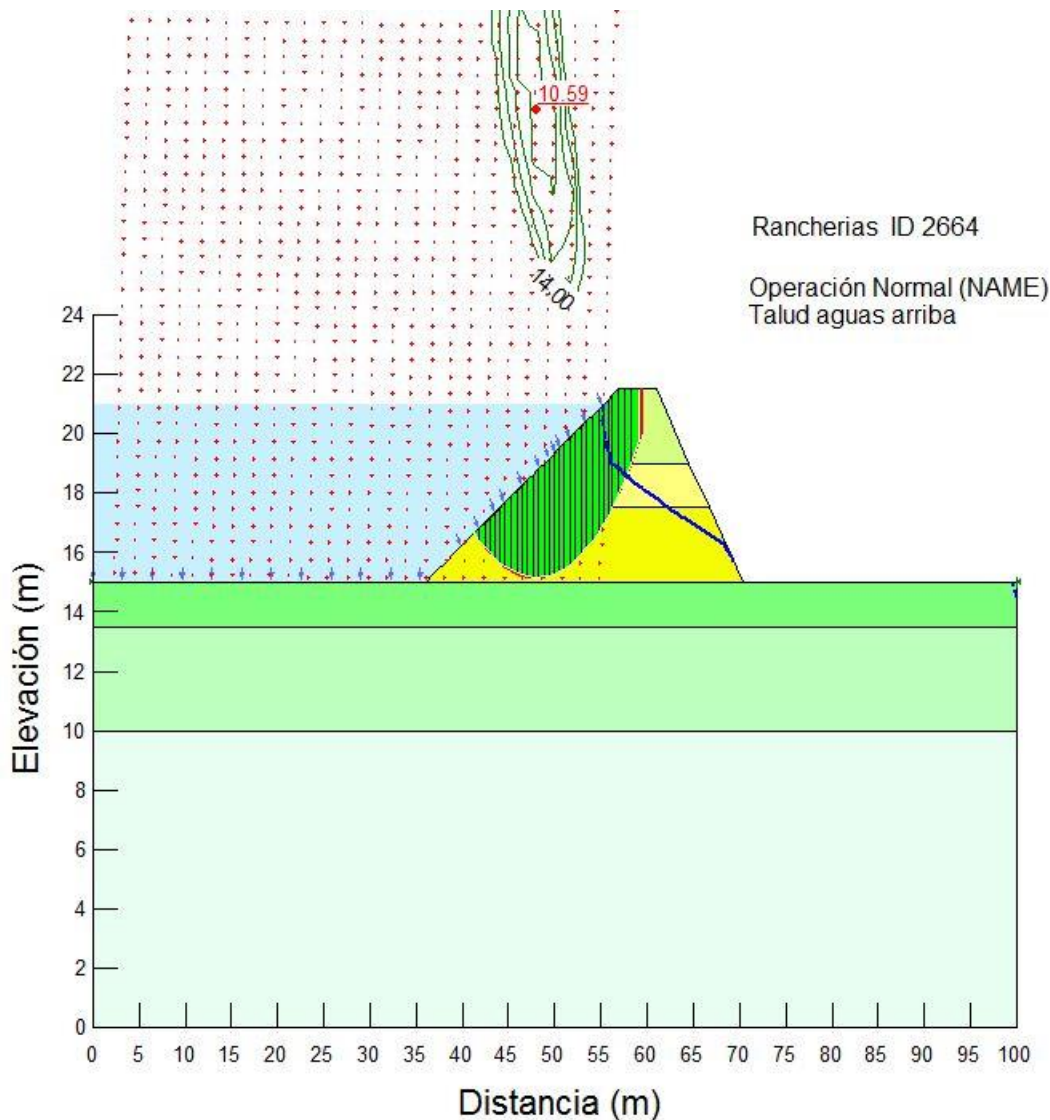 10.59
14.00
Rancherias ID 2664
Operación Normal (NAME)
Talud aguas arriba
24
22
20
18
16
14
12
10
8
6
4
2
0
Elevación (m)
0 5 10 15 20 25 30 35 40 45 50 55 60 65 70 75 80 85 90 95 100
Distancia (m)